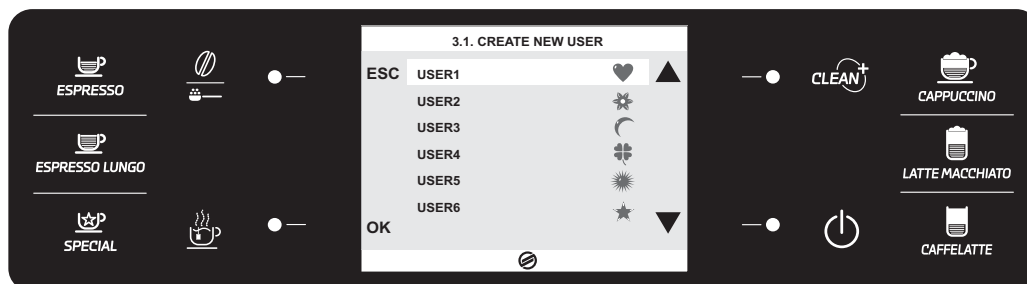 ESPRESSO
ESPRESSO LUNGO
SPECIAL
3.1. CREATE NEW USER
ESC
USER1
USER2
USER3
USER4
USER5
USER6
OK
CLEAN+
CAPPUCCINO
LATTE MACCHIATO
CAFFELATTE